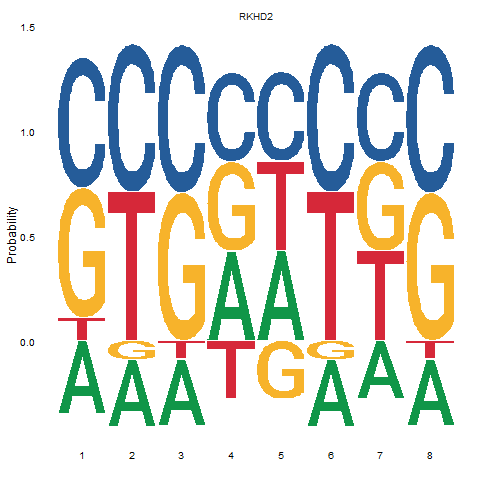 RKHD2
1.5
1.0
0.5
0.0
Probability
C C C C C C C C
G T G G T T G G
T G T A A G T T
A A A T G A A A
1 2 3 4 5 6 7 8